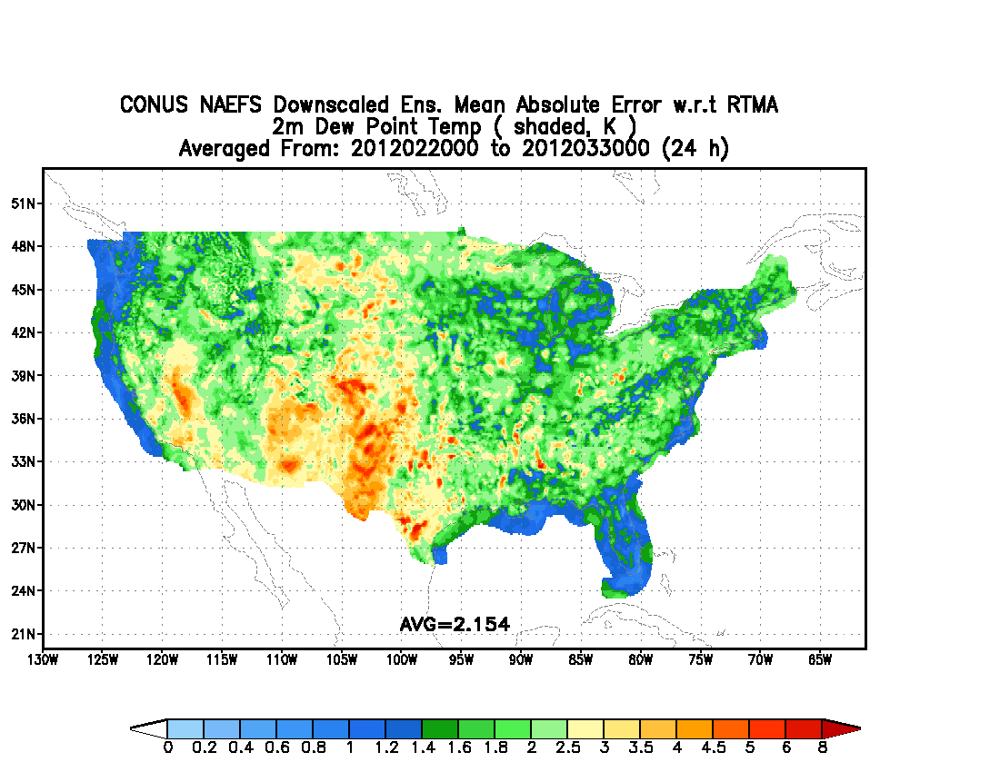 CONUS NAEFS Downscaled Ens. Mean Absolute Error w.r.t RTMA
2m Dew Point Temp ( shaded, K )
Averaged From: 2012022000 to 2012033000 (24 h)
51N
48N
45N
42N
39N
36N
33N
30N
27N
24N
21N
AVG=2.154
130W 125W 120W 115W 110W 105W 100W 95W 90W 85W 80W 75W 70W 65W
0 0.2 0.4 0.6 0.8 1 1.2 1.4 1.6 1.8 2 2.5 3 3.5 4 4.5 5 6 8